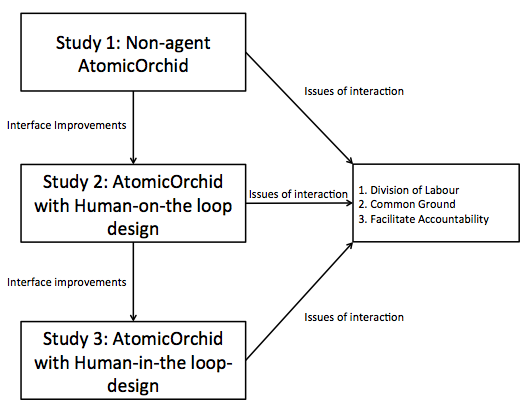 Study 1: Non-agent
AtomicOrchid
Issues of interaction
Interface Improvements
Study 2: AtomicOrchid
with Human-on-the loop
design
Issues of interaction
1. Division of Labour
2. Common Ground
3. Facilitate Accountability
Interface improvements
Issues of interaction
Study 3: AtomicOrchid
with Human-in-the loop-
design